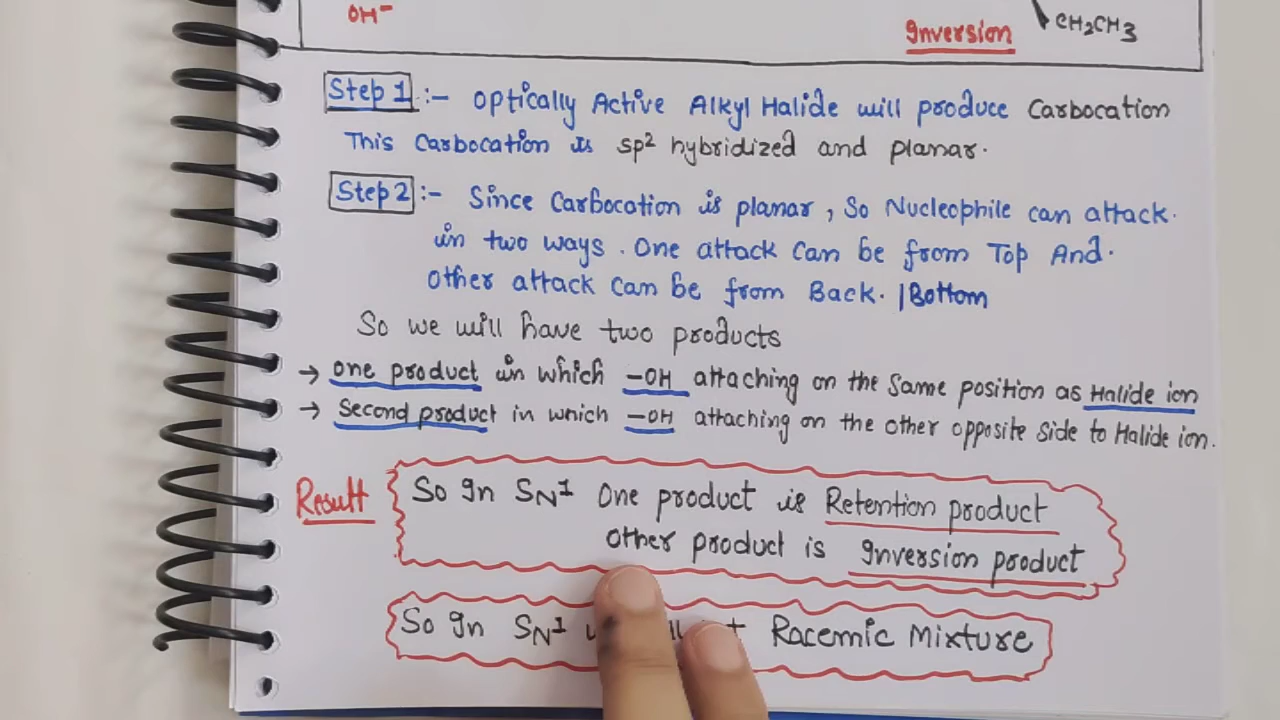 OH⁻
CH₂CH₃
Inversion
Step 1 :- Optically Active Alkyl Halide will produce Carbocation
This Carbocation is sp² hybridized and planar.
Step 2 :- Since Carbocation is planar, So Nucleophile can attack.
in two ways. One attack can be from Top And.
Other attack can be from Back. / Bottom
So we will have two products
→ One product in which -OH attaching on the Same position as Halide ion
→ Second product in which -OH attaching on the other opposite side to Halide ion.
Result
So In SN¹ One product is Retention product
Other product is Inversion product
So In SN¹ Racemic Mixture